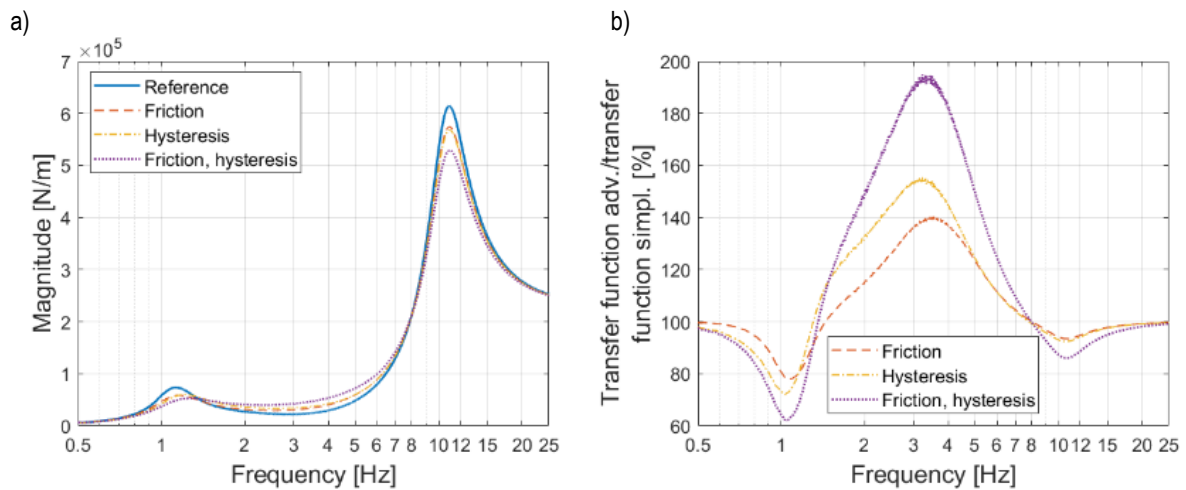 a)
×10⁵
7
6
5
4
3
2
1
0
Magnitude [N/m]
Reference
Friction
Hysteresis
Friction, hysteresis
0.5 1 2 3 4 5 6 7 8 10 12 15 20 25
Frequency [Hz]
b)
200
180
160
140
120
100
80
60
Transfer function adv./transfer
function simpl. [%]
Friction
Hysteresis
Friction, hysteresis
0.5 1 2 3 4 5 6 7 8 10 12 15 20 25
Frequency [Hz]